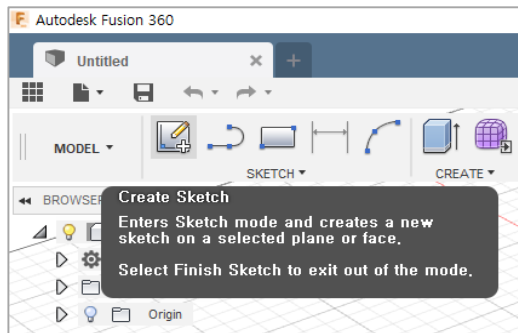 Autodesk Fusion 360
Untitled
MODEL
SKETCH
CREATE
BROWSER
Create Sketch
Enters Sketch mode and creates a new
sketch on a selected plane or face.
Select Finish Sketch to exit out of the mode.
Origin